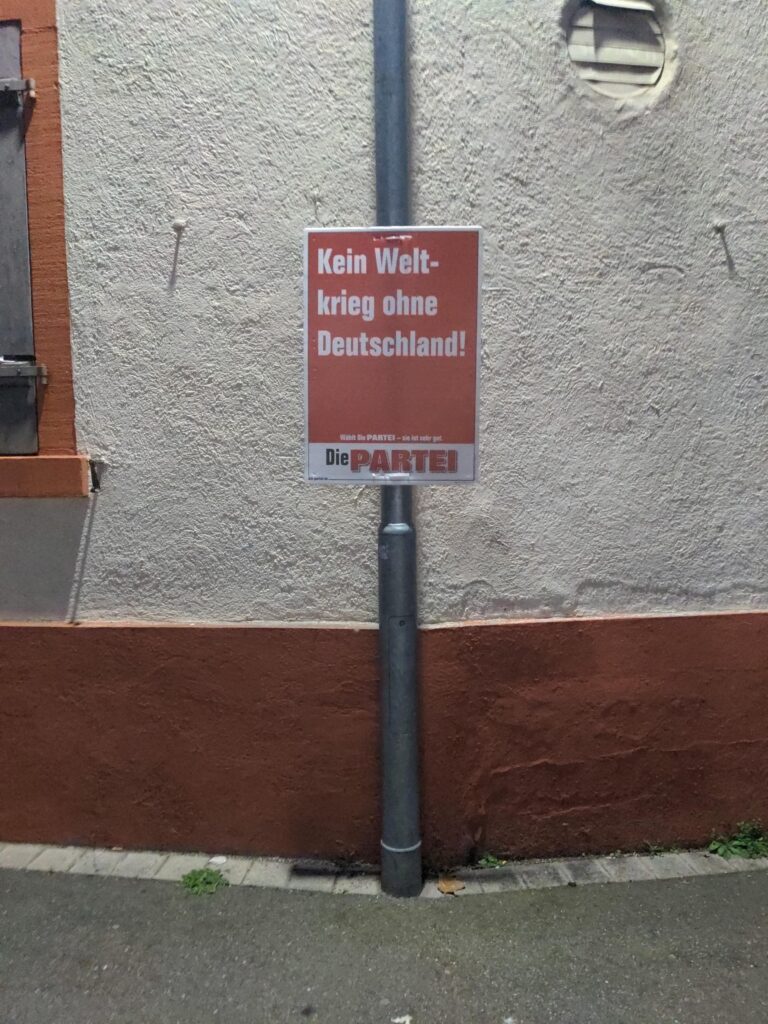 Kein Welt-
krieg ohne
Deutschland!
Wählt Die PARTEI – sie ist sehr gut.
Die PARTEI